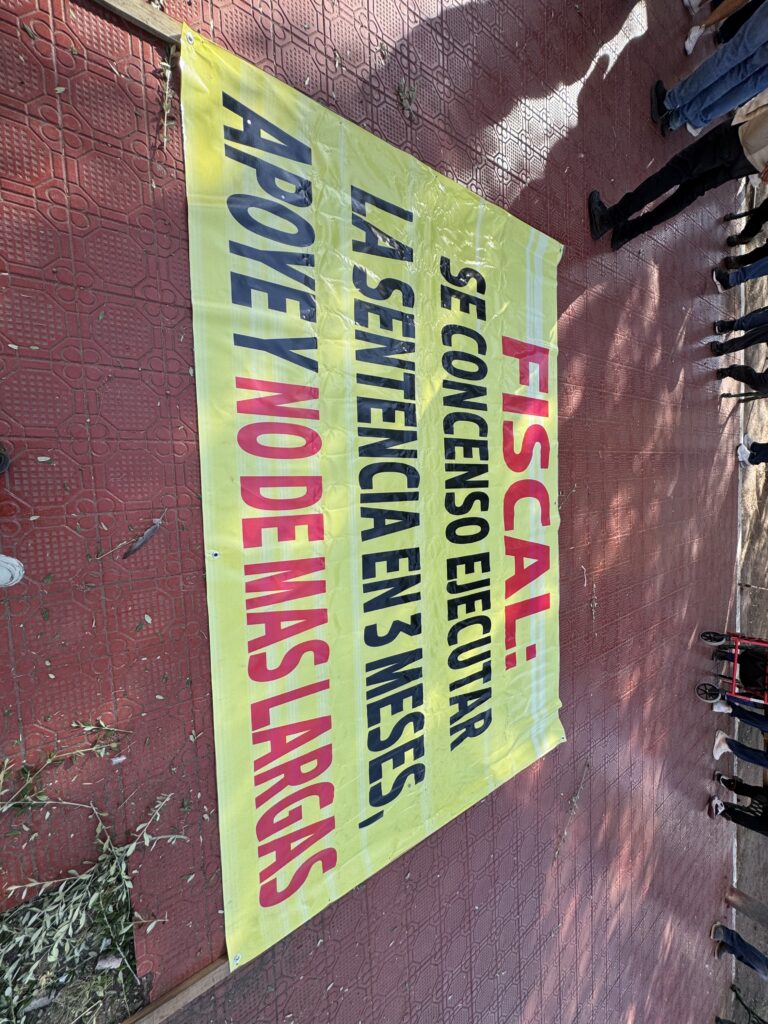 FISCAL:
SE CONCENSO EJECUTAR
LA SENTENCIA EN 3 MESES,
APOYE Y NO DE MAS LARGAS